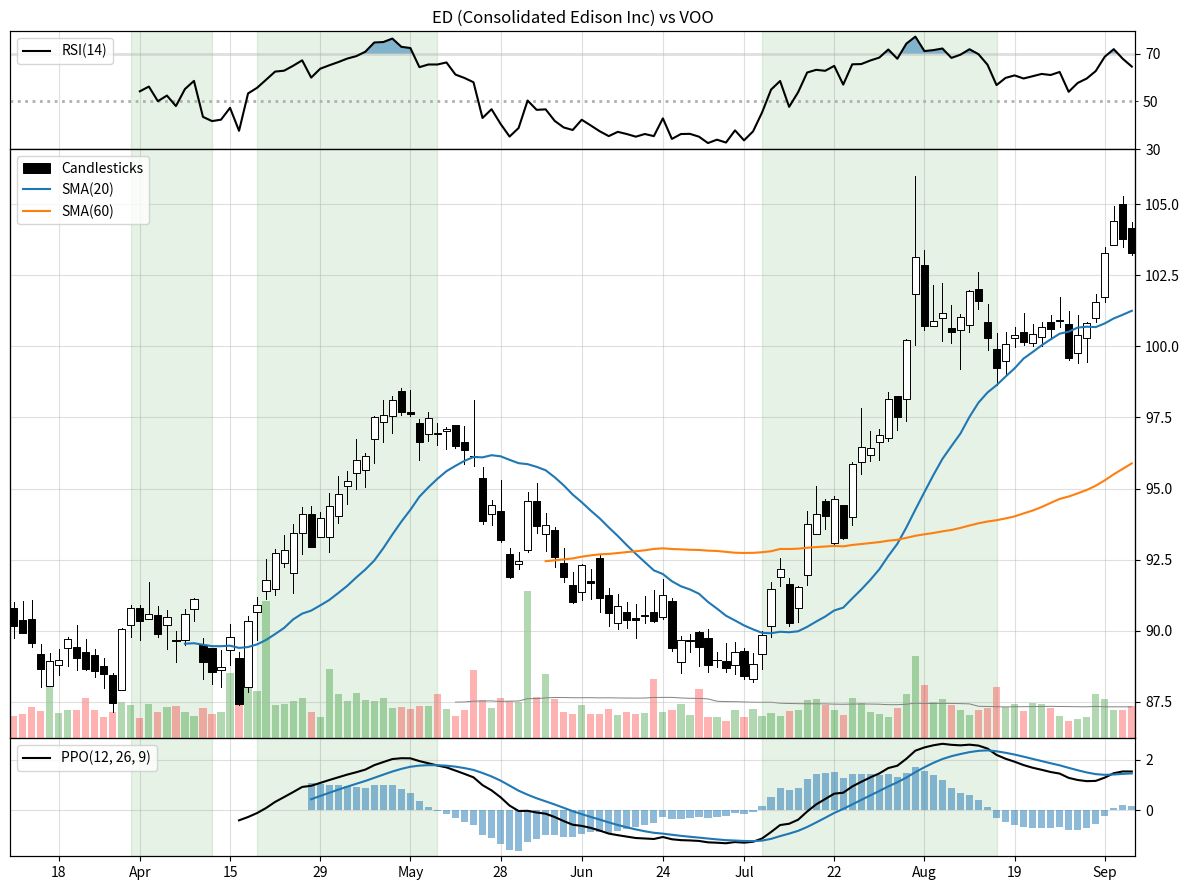 ED (Consolidated Edison Inc) vs VOO
RSI(14)
70
50
30
Candlesticks
SMA(20)
SMA(60)
105.0
102.5
100.0
97.5
95.0
92.5
90.0
87.5
PPO(12, 26, 9)
2
0
18 Apr 15 29 May 28 Jun 24 Jul 22 Aug 19 Sep